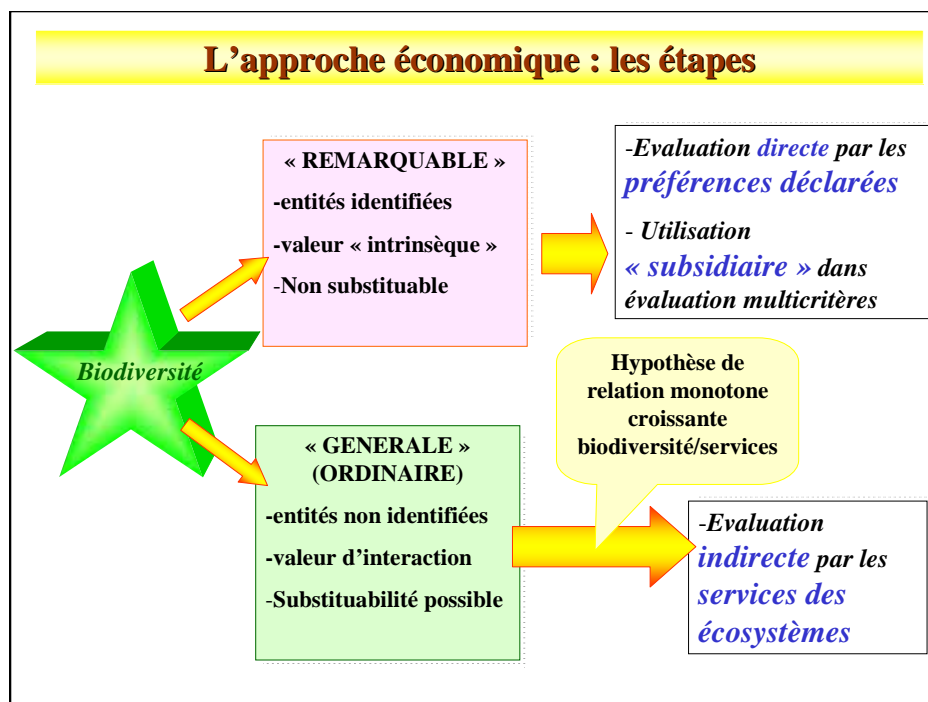 L’approche économique : les étapes
« REMARQUABLE »
-entités identifiées
-valeur « intrinsèque »
-Non substituable
-Evaluation directe par les
préférences déclarées
- Utilisation
« subsidiaire » dans
évaluation multicritères
Biodiversité
Hypothèse de
relation monotone
croissante
biodiversité/services
« GENERALE »
(ORDINAIRE)
-entités non identifiées
-valeur d’interaction
-Substituabilité possible
-Evaluation
indirecte par les
services des
écosystèmes